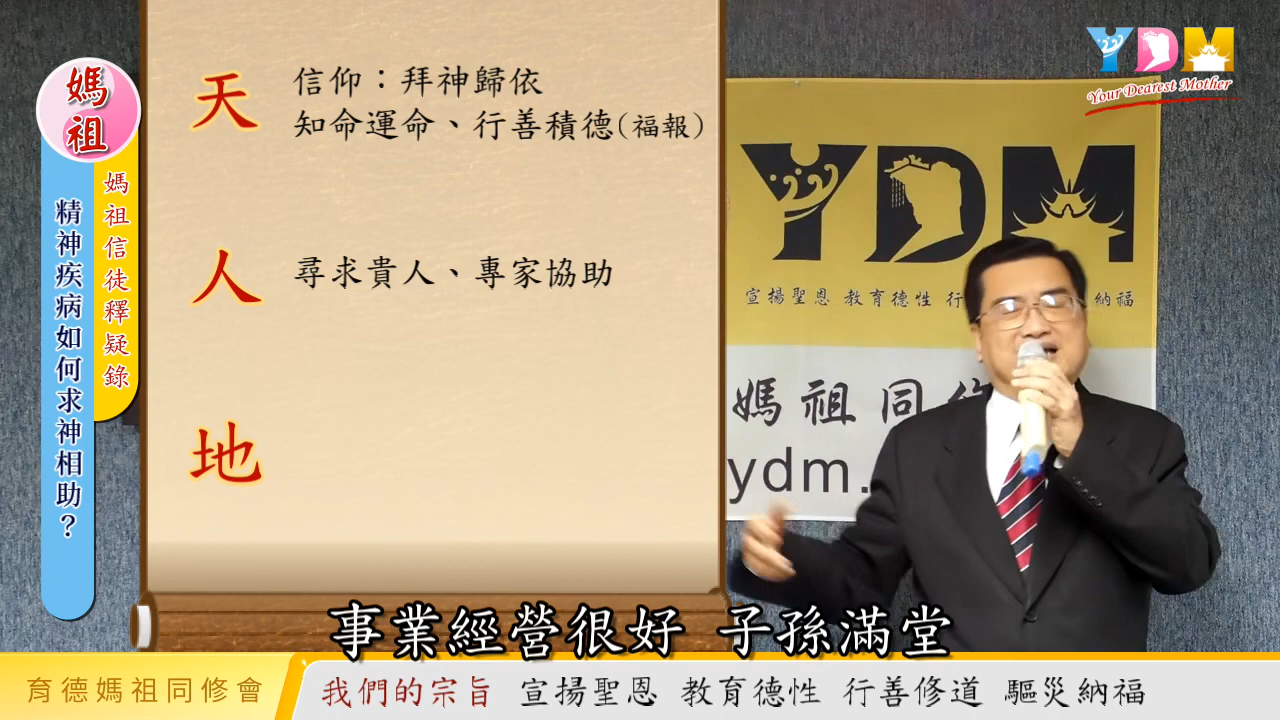 媽祖
媽祖信徒釋疑錄
精神疾病如何求神相助？
天
信仰：拜神歸依
知命運命、行善積德(福報)
人
尋求貴人、專家協助
地
YDM
Your Dearest Mother
YDM
宣揚聖恩 教育德性 行
納福
媽祖同
ydm.
事業經營很好 子孫滿堂
育德媽祖同修會
我們的宗旨 宣揚聖恩 教育德性 行善修道 驅災納福